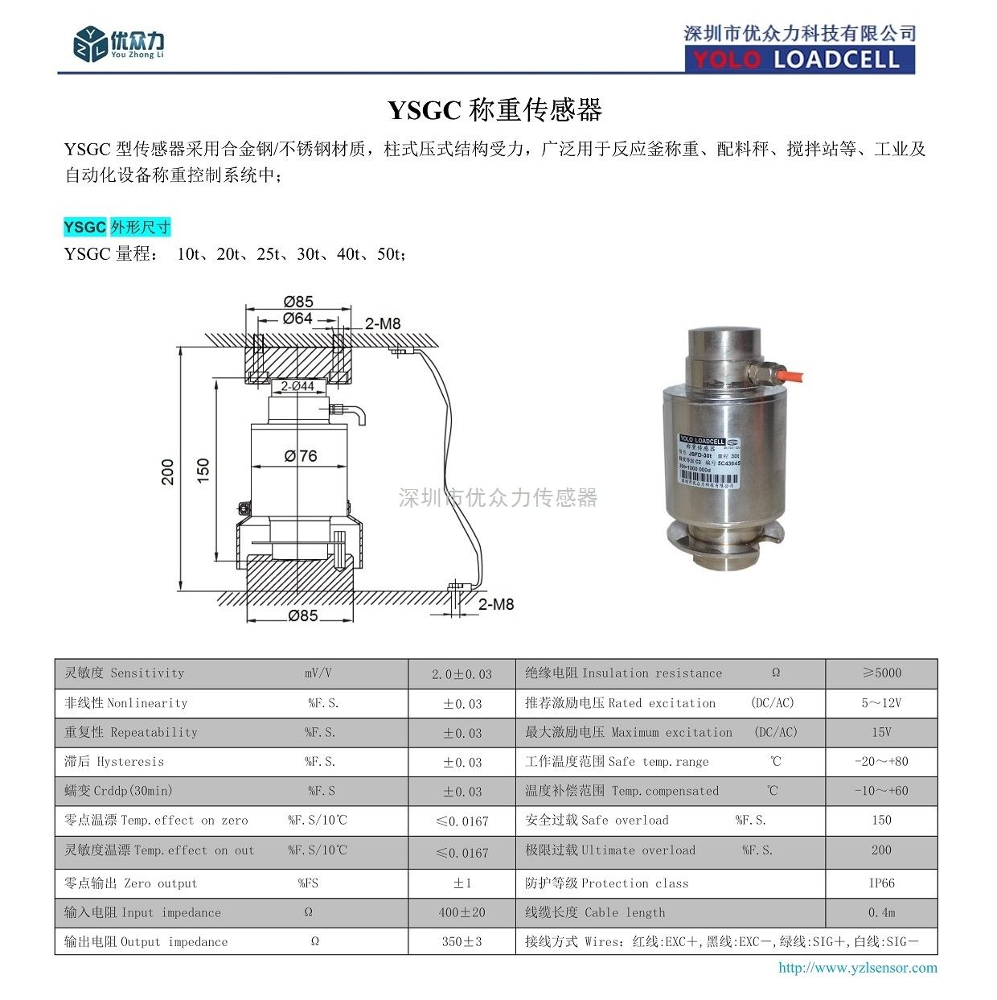 优众力
You Zhong Li
深圳市优众力科技有限公司
YOLO LOADCELL
YSGC 称重传感器
YSGC 型传感器采用合金钢/不锈钢材质，柱式压式结构受力，广泛用于反应釜称重、配料秤、搅拌站等、工业及
自动化设备称重控制系统中；
YSGC 外形尺寸
YSGC 量程： 10t、20t、25t、30t、40t、50t；
Ø85
Ø64
2-M8
2-Ø44
Ø76
200
150
2-M8
Ø85
深圳市优众力传感器
YOLO LOADCELL
称重传感器
型号 JSFD-30t 量程 30t
精度等级 C3 编号 5C43645
深圳市优众力科技有限公司
灵敏度 Sensitivity mV/V 2.0±0.03 绝缘电阻 Insulation resistance Ω ≥5000
非线性 Nonlinearity %F.S. ±0.03 推荐激励电压 Rated excitation (DC/AC) 5～12V
重复性 Repeatability %F.S. ±0.03 最大激励电压 Maximum excitation (DC/AC) 15V
滞后 Hysteresis %F.S. ±0.03 工作温度范围 Safe temp.range ℃ -20～+80
蠕变 Crddp(30min) %F.S ±0.03 温度补偿范围 Temp.compensated ℃ -10～+60
零点温漂 Temp.effect on zero %F.S/10℃ ≤0.0167 安全过载 Safe overload %F.S. 150
灵敏度温漂 Temp.effect on out %F.S/10℃ ≤0.0167 极限过载 Ultimate overload %F.S. 200
零点输出 Zero output %FS ±1 防护等级 Protection class IP66
输入电阻 Input impedance Ω 400±20 线缆长度 Cable length 0.4m
输出电阻 Output impedance Ω 350±3 接线方式 Wires：红线:EXC＋,黑线:EXC－,绿线:SIG＋,白线:SIG－
http://www.yzlsensor.com